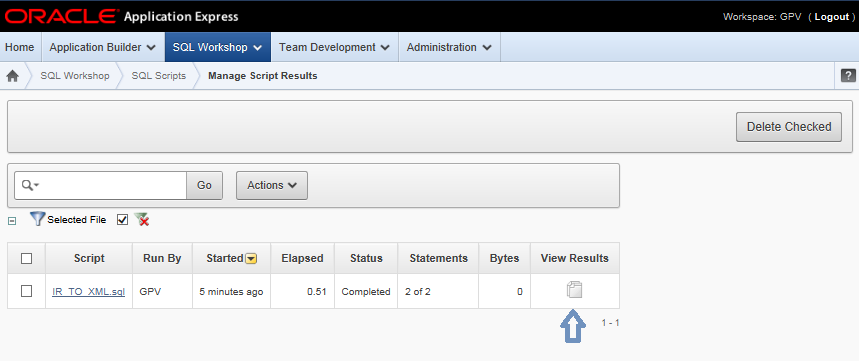 ORACLE Application Express
Workspace: GPV ( Logout )
Home Application Builder SQL Workshop Team Development Administration
SQL Workshop SQL Scripts Manage Script Results ?
Delete Checked
Go Actions
Selected File
Script Run By Started Elapsed Status Statements Bytes View Results
IR_TO_XML.sql GPV 5 minutes ago 0.51 Completed 2 of 2 0
1 - 1